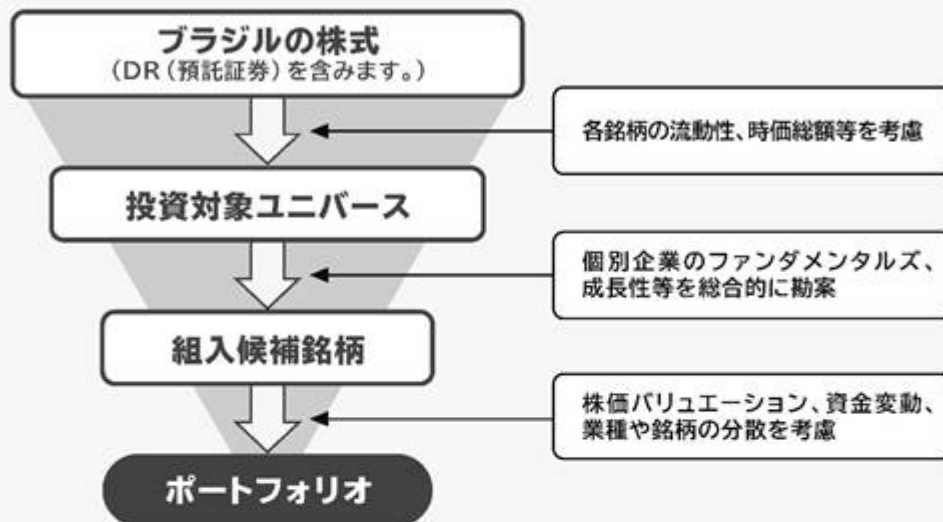 ブラジルの株式
(DR(預託証券)を含みます。)
各銘柄の流動性、時価総額等を考慮
投資対象ユニバース
個別企業のファンダメンタルズ、
成長性等を総合的に勘案
組入候補銘柄
株価バリュエーション、資金変動、
業種や銘柄の分散を考慮
ポートフォリオ